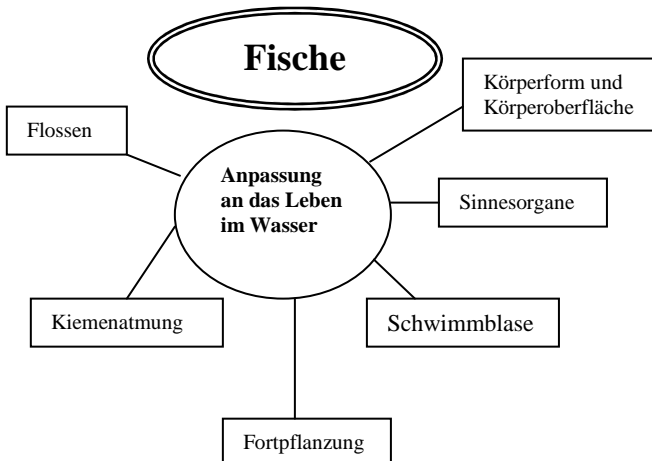 Fische
Körperform und
Körperoberfläche
Flossen
Anpassung
an das Leben
im Wasser
Sinnesorgane
Kiemenatmung
Schwimmblase
Fortpflanzung